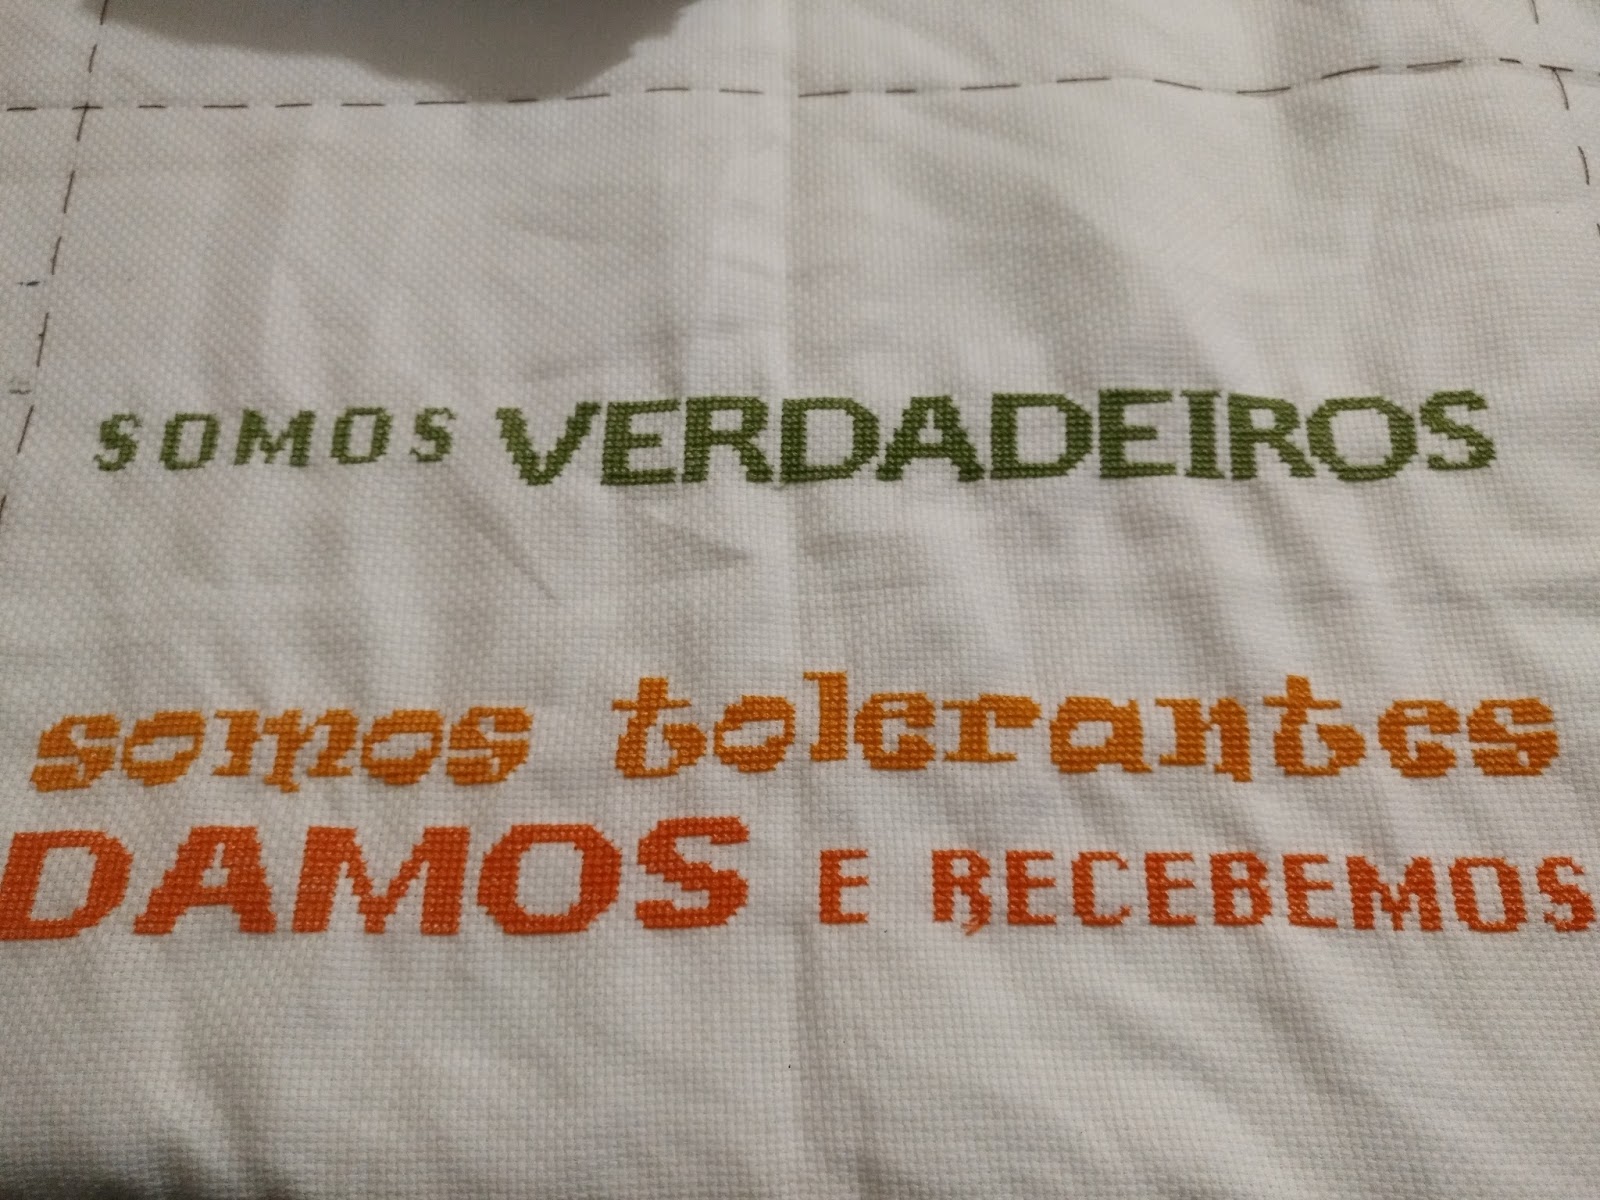 SOMOS VERDADEIROS
somos tolerantes
DAMOS E RECEBEMOS